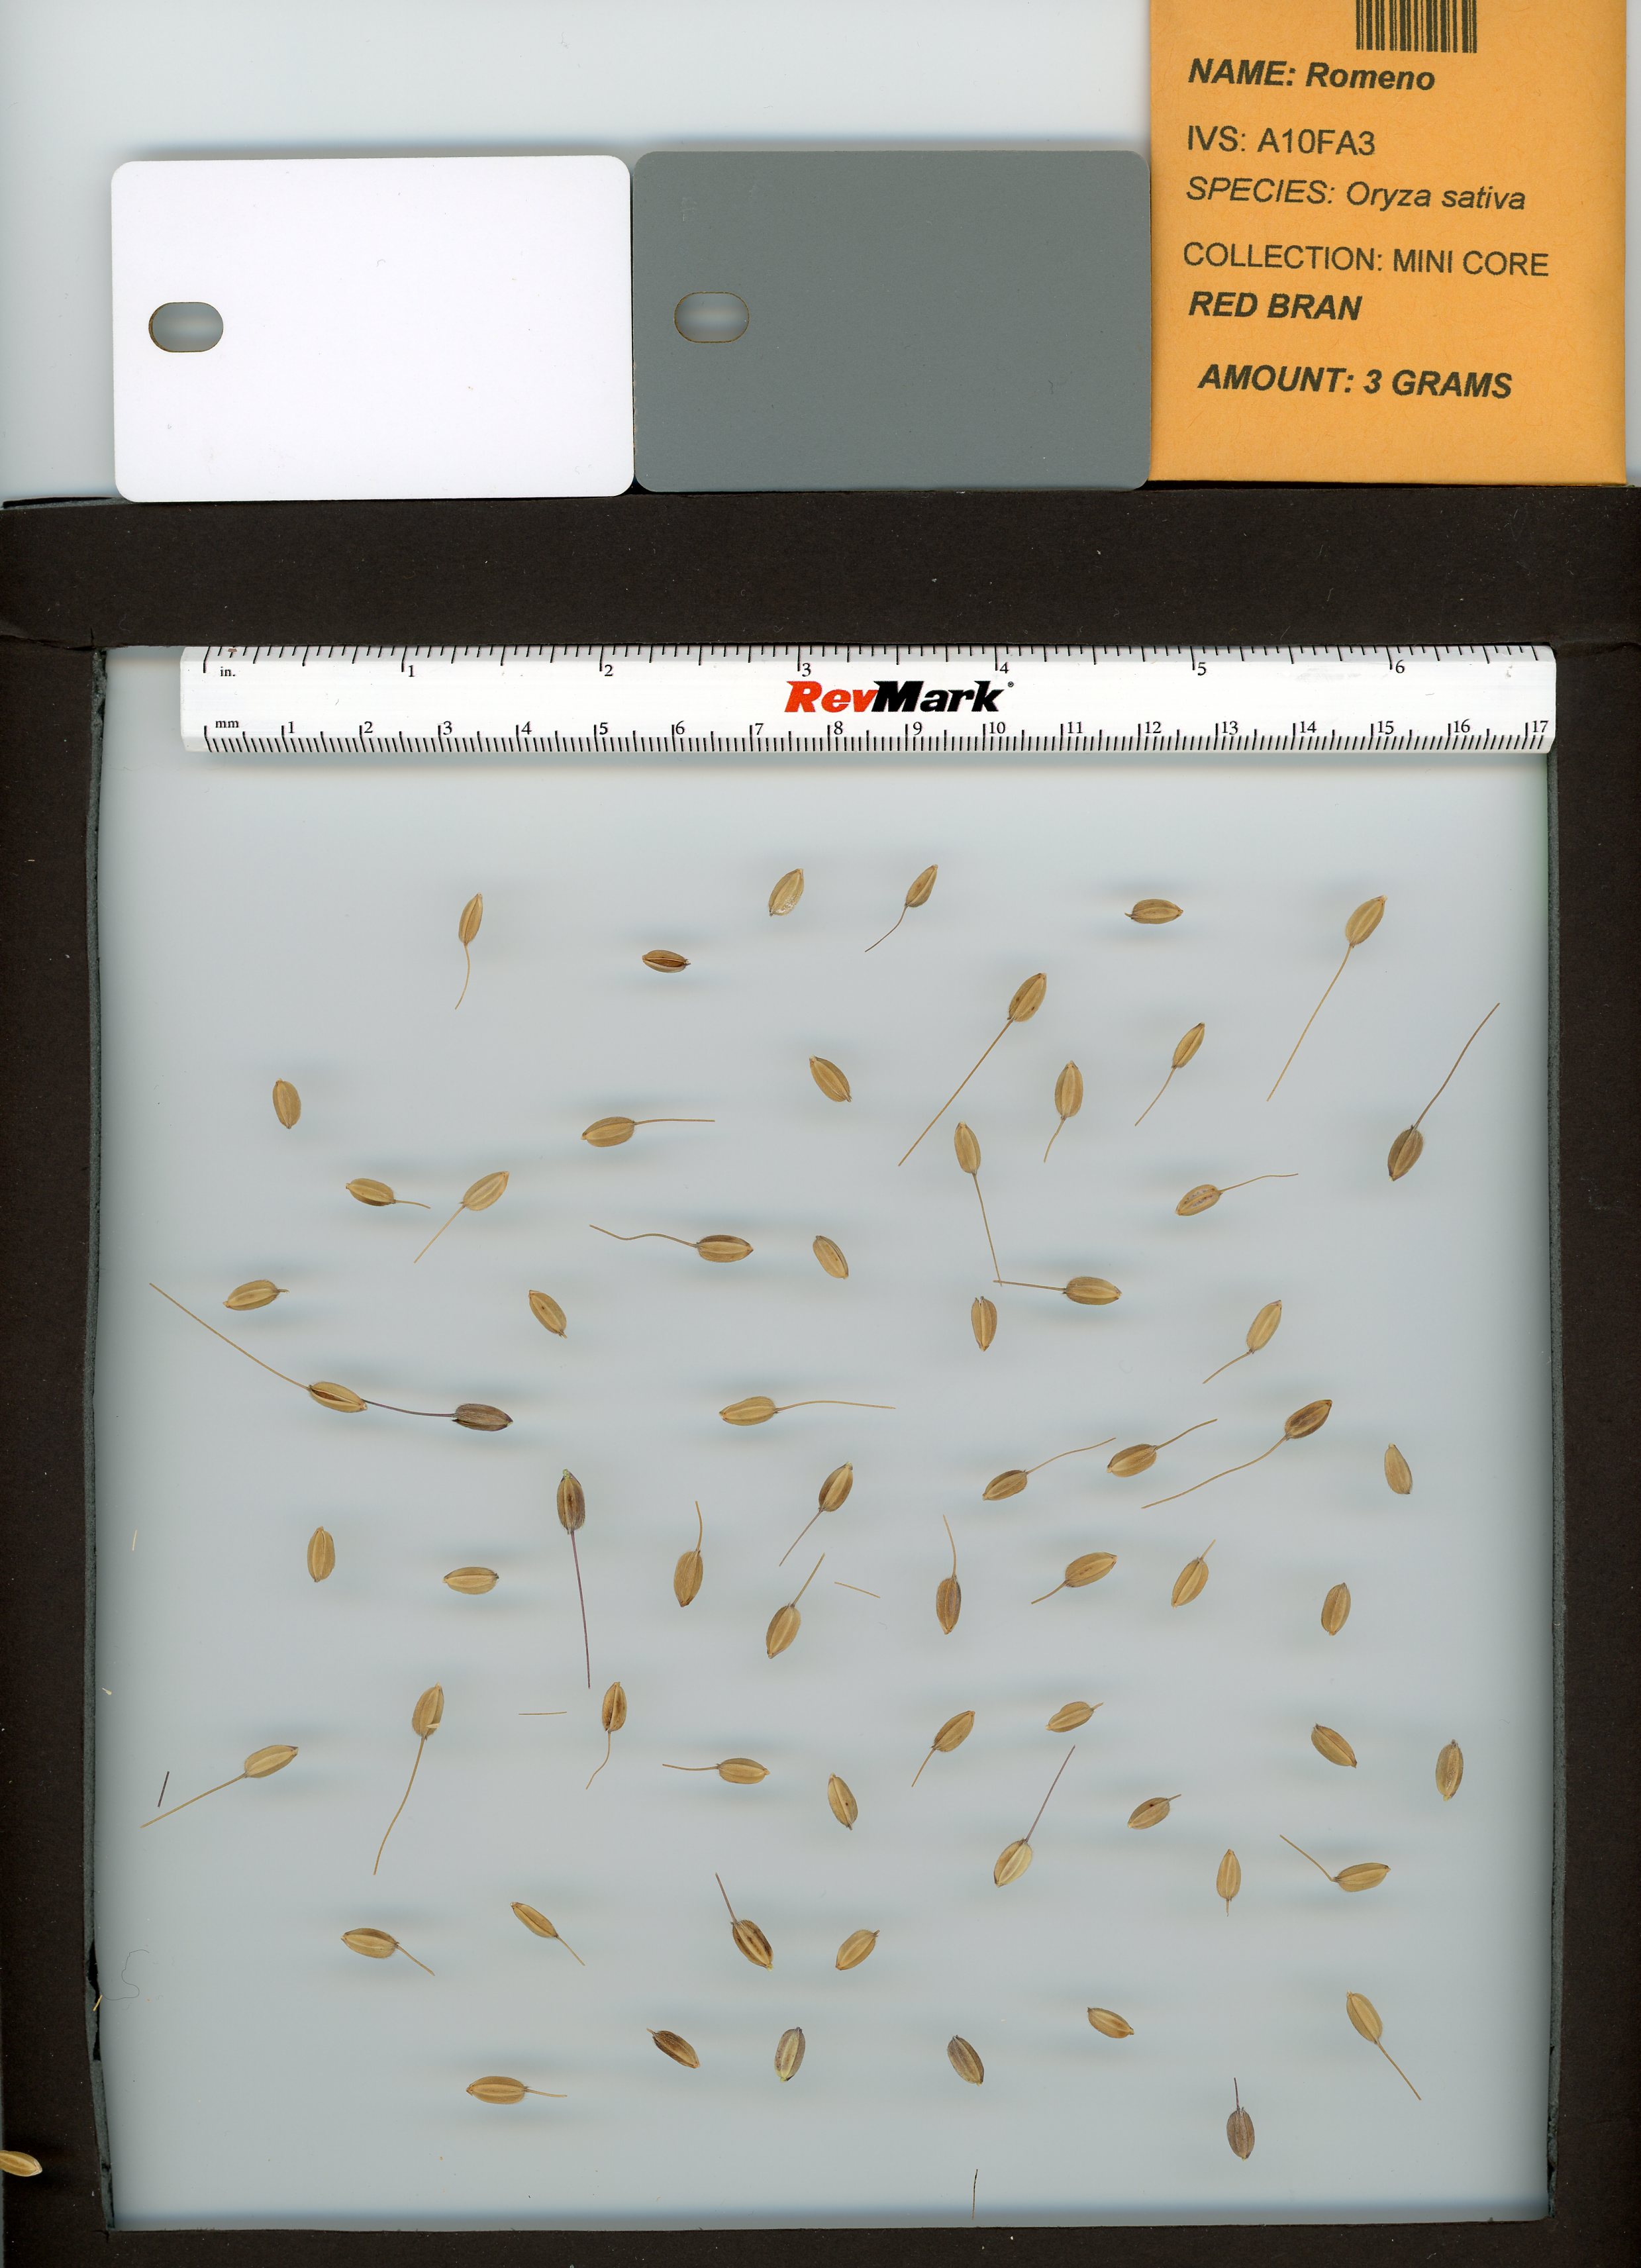 NAME: Romeno
IVS: A10FA3
SPECIES: Oryza sativa
COLLECTION: MINI CORE
RED BRAN
AMOUNT: 3 GRAMS
in. 1 2 3 4 5 6
RevMark®
mm 1 2 3 4 5 6 7 8 9 10 11 12 13 14 15 16 17